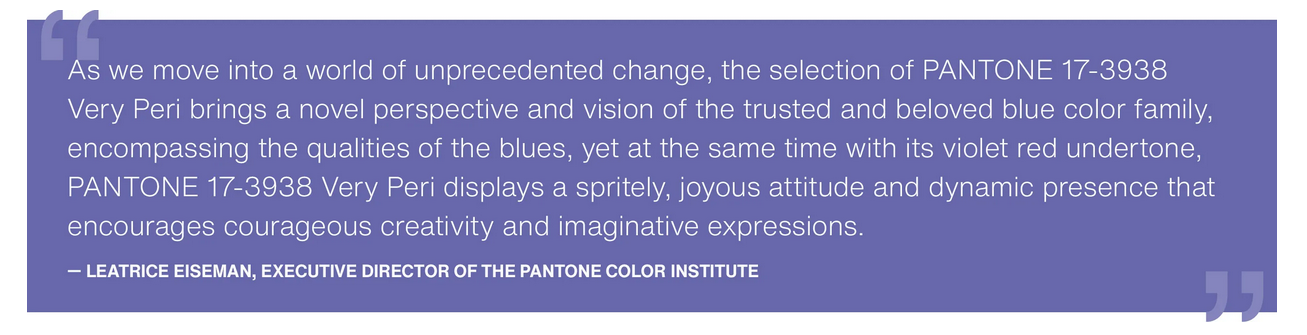 As we move into a world of unprecedented change, the selection of PANTONE 17-3938
Very Peri brings a novel perspective and vision of the trusted and beloved blue color family,
encompassing the qualities of the blues, yet at the same time with its violet red undertone,
PANTONE 17-3938 Very Peri displays a spritely, joyous attitude and dynamic presence that
encourages courageous creativity and imaginative expressions.
— LEATRICE EISEMAN, EXECUTIVE DIRECTOR OF THE PANTONE COLOR INSTITUTE